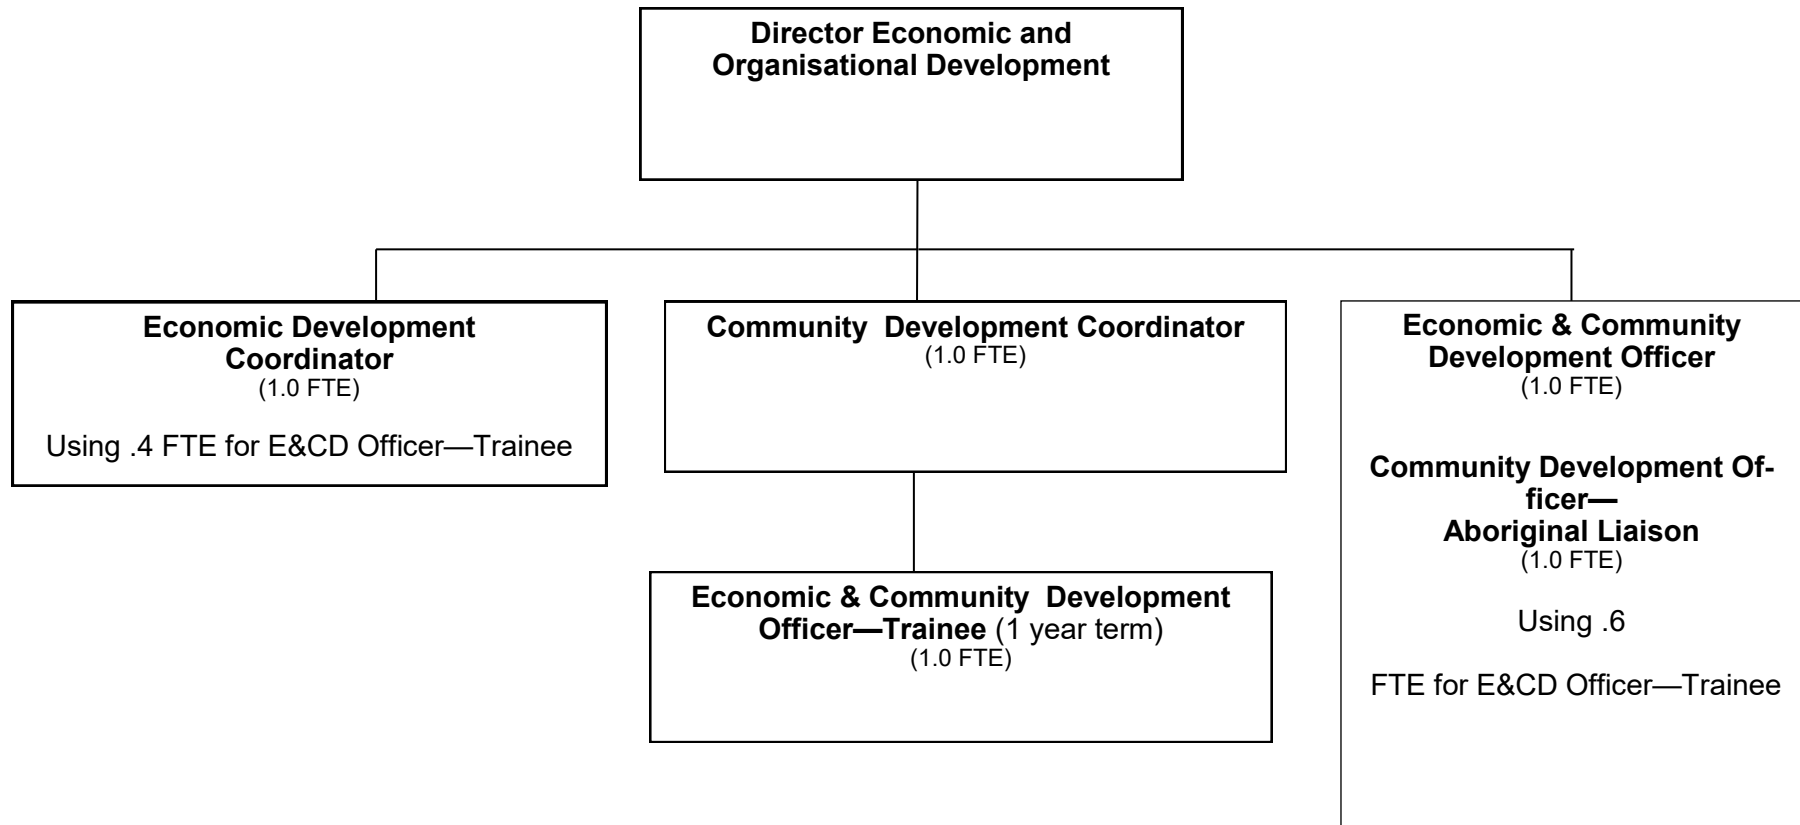 Director Economic and
Organisational Development
Economic Development
Coordinator
(1.0 FTE)
Using .4 FTE for E&CD Officer—Trainee
Community  Development Coordinator
(1.0 FTE)
Economic & Community  Development
Officer—Trainee (1 year term)
(1.0 FTE)
Economic & Community
Development Officer
(1.0 FTE)
Community Development Of-
ficer—
Aboriginal Liaison
(1.0 FTE)
Using .6
FTE for E&CD Officer—Trainee